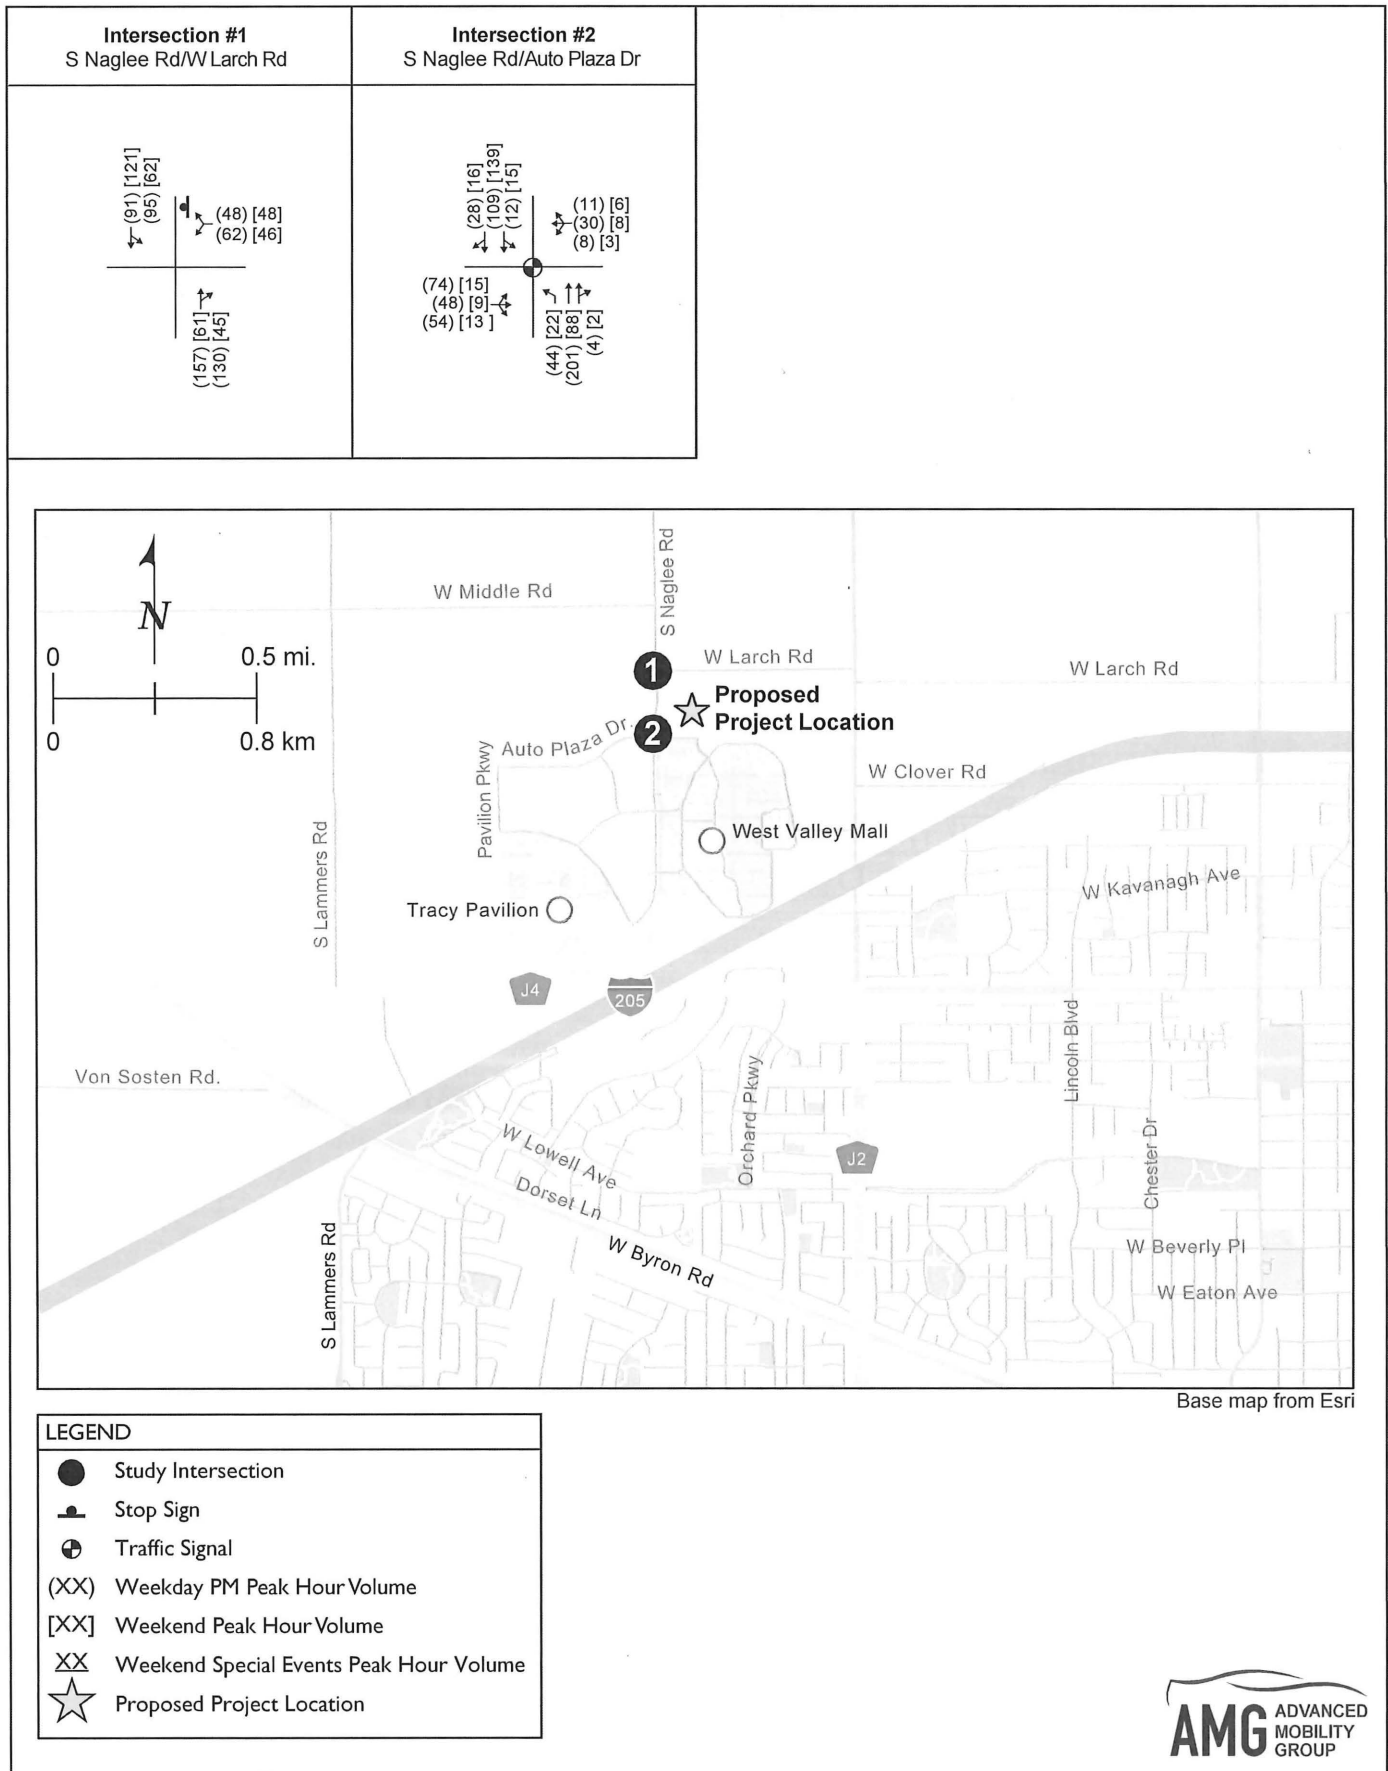 Intersection #1
S Naglee Rd/W Larch Rd
Intersection #2
S Naglee Rd/Auto Plaza Dr
(91) [121]
(95) [62]
(48) [48]
(62) [46]
(157) [61]
(130) [45]
(28) [16]
(109) [139]
(12) [15]
(11) [6]
(30) [8]
(8) [3]
(74) [15]
(48) [9]
(54) [13 ]
(44) [22]
(201) [88]
(4) [2]
N
0 0.5 mi.
0 0.8 km
W Middle Rd
S Naglee Rd
W Larch Rd
W Larch Rd
1
Proposed
Project Location
2
Auto Plaza Dr.
Pavilion Pkwy
W Clover Rd
West Valley Mall
S Lammers Rd
W Kavanagh Ave
Tracy Pavilion
J4
205
Lincoln Blvd
Von Sosten Rd.
Orchard Pkwy
W Lowell Ave
J2
Chester Dr
Dorset Ln
S Lammers Rd
W Byron Rd
W Beverly Pl
W Eaton Ave
Base map from Esri
LEGEND
Study Intersection
Stop Sign
Traffic Signal
(XX) Weekday PM Peak Hour Volume
[XX] Weekend Peak Hour Volume
XX Weekend Special Events Peak Hour Volume
Proposed Project Location
AMG ADVANCED
MOBILITY
GROUP